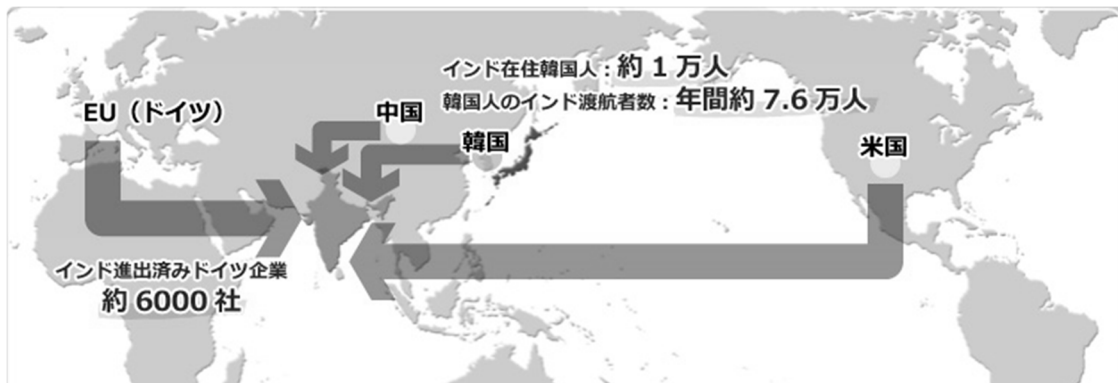 インド在住韓国人：約 1 万人
韓国人のインド渡航者数：年間約 7.6 万人
EU（ドイツ）
中国
韓国
米国
インド進出済みドイツ企業
約 6000 社